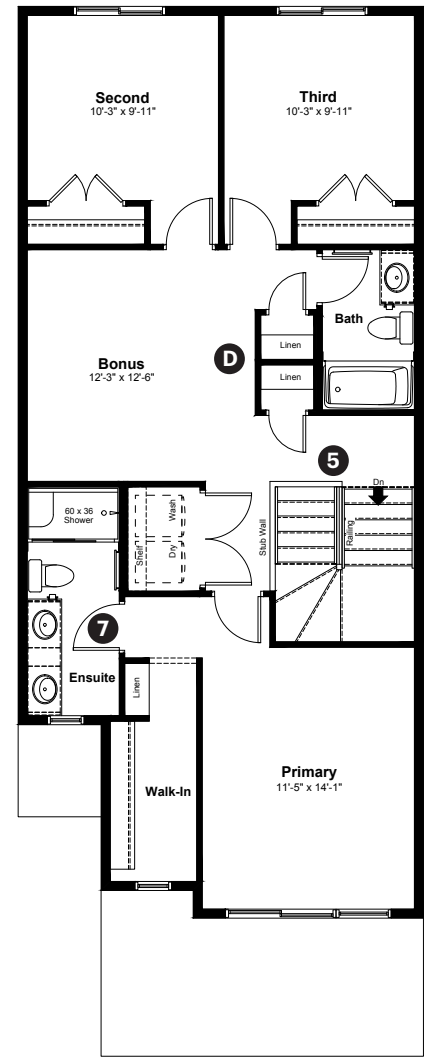 Second
10'-3" x 9'-11"
Third
10'-3" x 9'-11"
Linen
Bath
Bonus
12'-3" x 12'-6"
D
Linen
5
Dn
60 x 36
Shower
Shelf
Wash
Dry
Stub Wall
Railing
7
Ensuite
Linen
Walk-In
Primary
11'-5" x 14'-1"